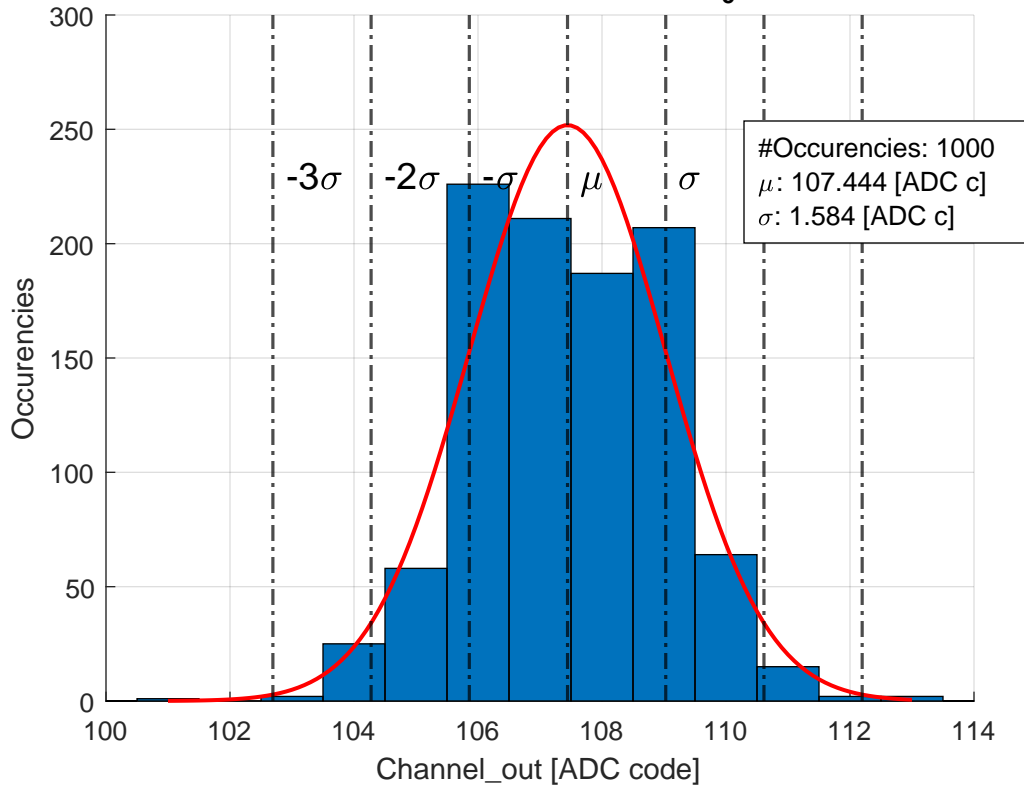 300
250
200
150
100
50
0
Occurencies
-3σ -2σ -σ μ σ
#Occurencies: 1000
μ: 107.444 [ADC c]
σ: 1.584 [ADC c]
100 102 104 106 108 110 112 114
Channel_out [ADC code]